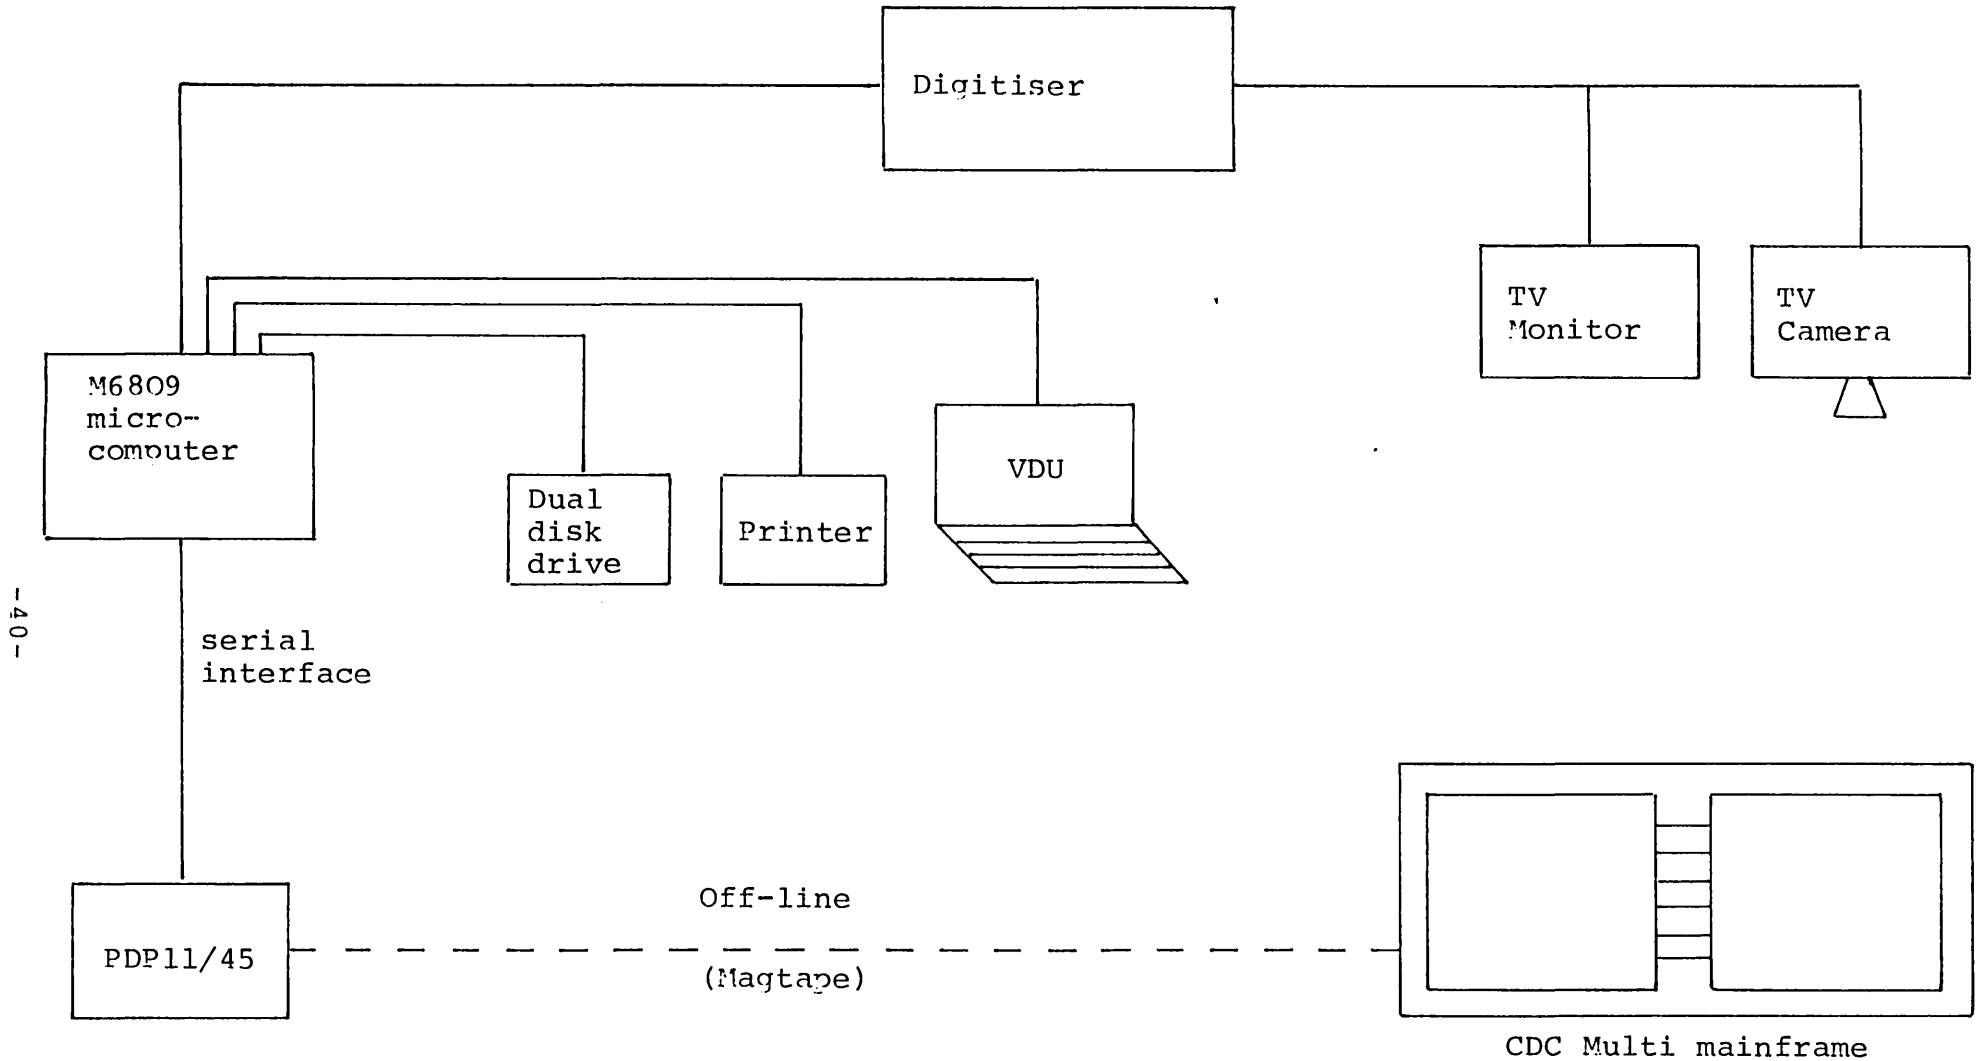 Digitiser
TV
Monitor
TV
Camera
M6809
micro-
computer
VDU
Dual
disk
drive
Printer
-40-
serial
interface
Off-line
PDP11/45
(Magtape)
CDC Multi mainframe